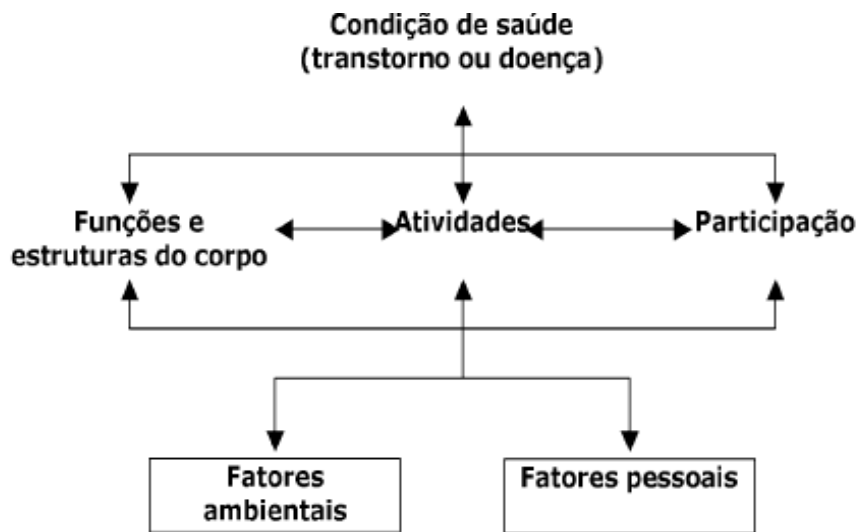 Condição de saúde
(transtorno ou doença)
Funções e
estruturas do corpo
Atividades
Participação
Fatores
ambientais
Fatores pessoais